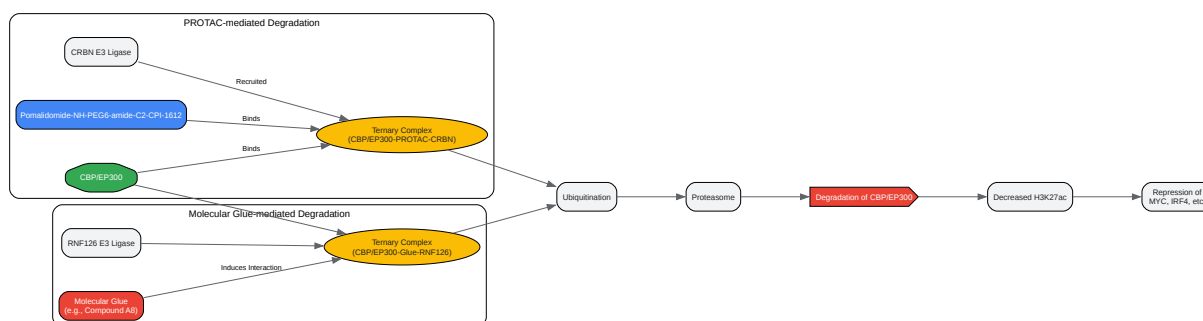 PROTAC-mediated Degradation
CRBN E3 Ligase
Recruited
Pomalidomide-NH-PEG6-amide-C2-CPI-1612
Binds
Ternary Complex
(CBP/EP300-PROTAC-CRBN)
Binds
CBP/EP300
Ubiquitination
Proteasome
Degradation of CBP/EP300
Decreased H3K27ac
Repression of
MYC, IRF4, etc
Molecular Glue-mediated Degradation
RNF126 E3 Ligase
Ternary Complex
(CBP/EP300-Glue-RNF126)
Induces Interaction
Molecular Glue
(e.g., Compound A8)